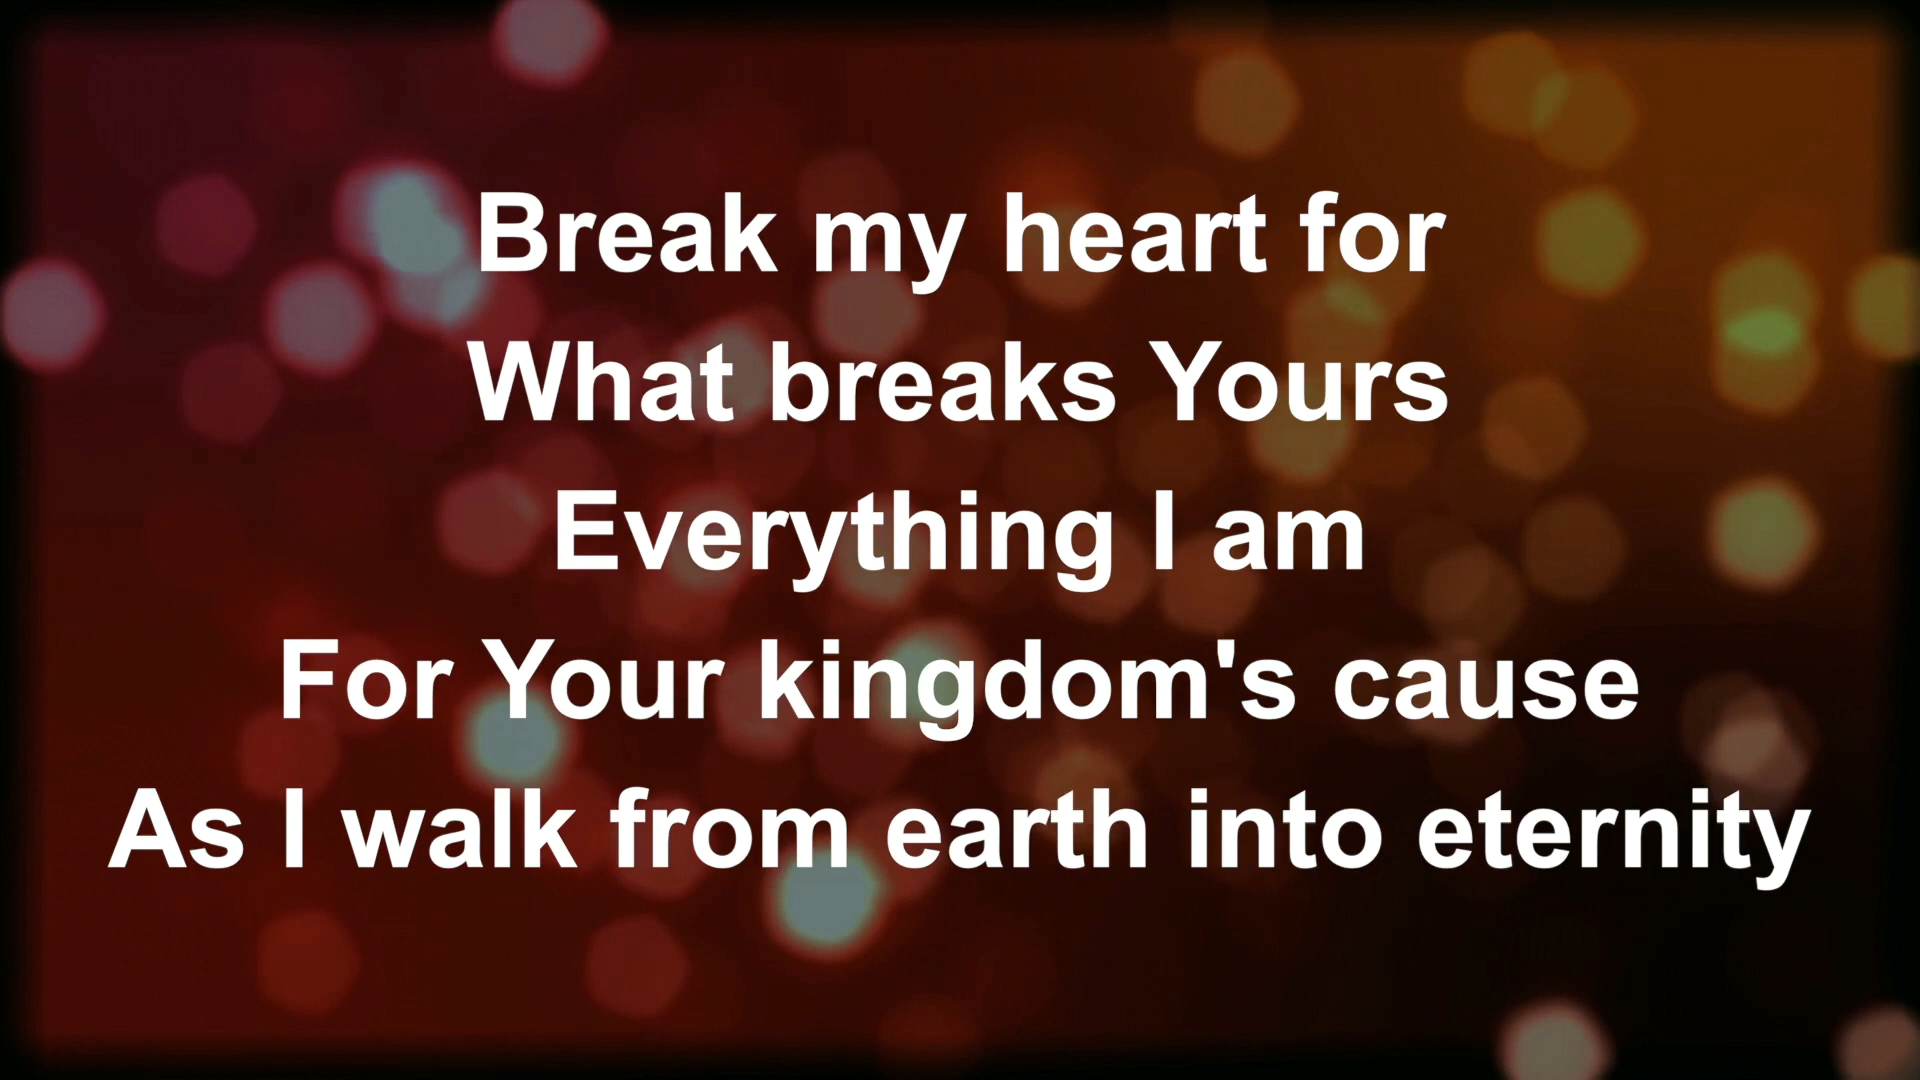 Break my heart for
What breaks Yours
Everything I am
For Your kingdom's cause
As I walk from earth into eternity